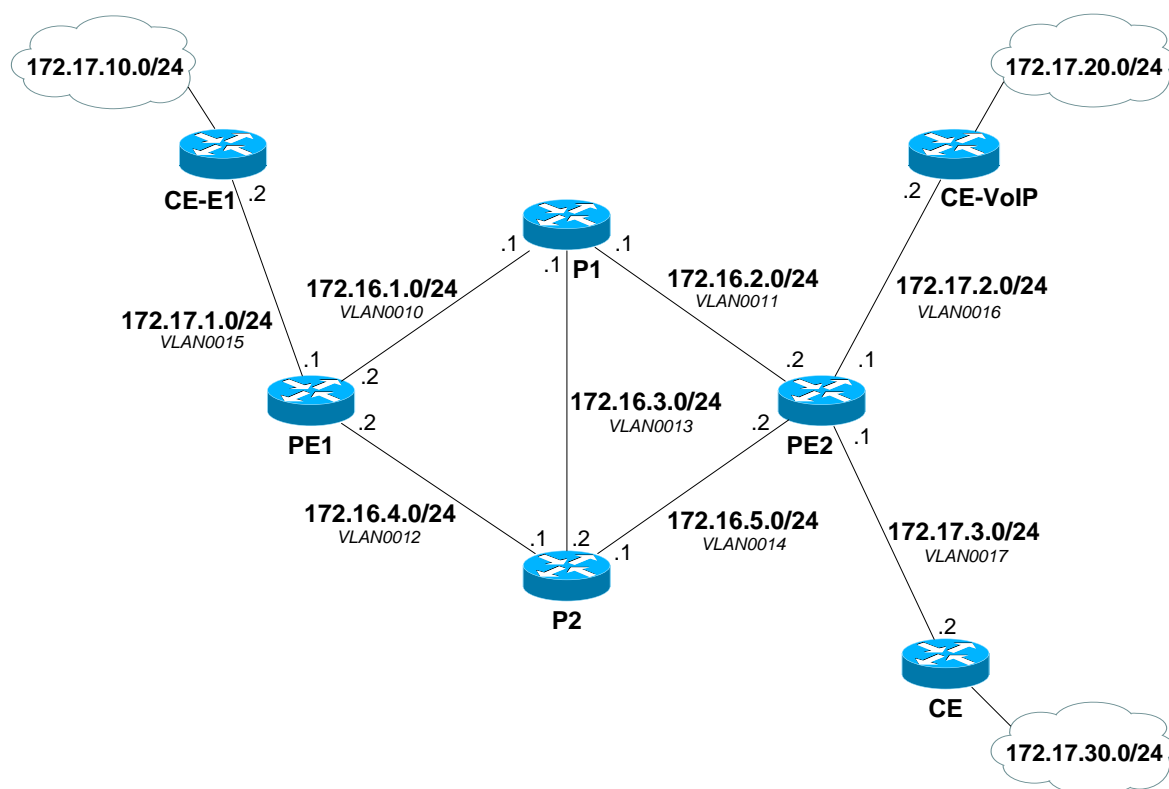 172.17.10.0/24
172.17.20.0/24
CE-E1
.2
.2
CE-VoIP
.1
.1
.1
P1
172.16.1.0/24
VLAN0010
172.16.2.0/24
VLAN0011
172.17.2.0/24
VLAN0016
172.17.1.0/24
VLAN0015
.1
.2
.2
.1
172.16.3.0/24
VLAN0013
.2
.2
.1
PE1
PE2
172.16.4.0/24
VLAN0012
172.16.5.0/24
VLAN0014
172.17.3.0/24
VLAN0017
.1
.2
.1
P2
.2
CE
172.17.30.0/24